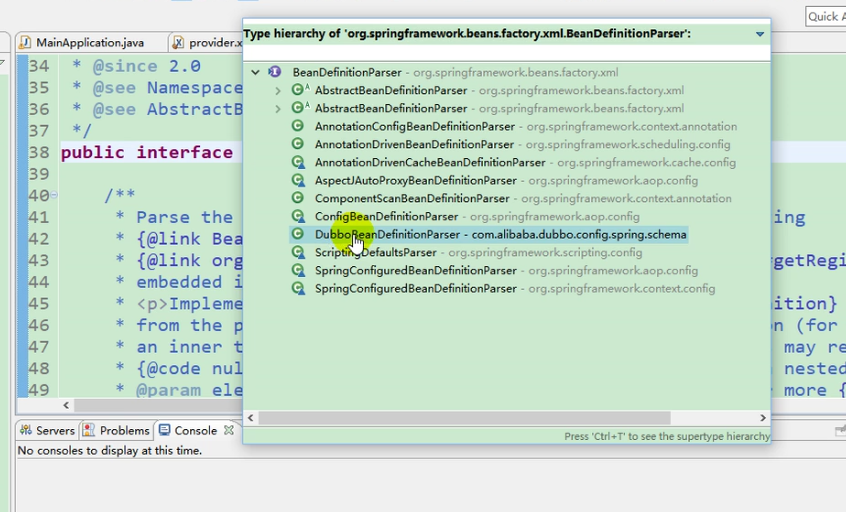 Quick A
MainApplication.java
provider.x
Type hierarchy of 'org.springframework.beans.factory.xml.BeanDefinitionParser':
BeanDefinitionParser - org.springframework.beans.factory.xml
AbstractBeanDefinitionParser - org.springframework.beans.factory.xml
AbstractBeanDefinitionParser - org.springframework.beans.factory.xml
AnnotationConfigBeanDefinitionParser - org.springframework.context.annotation
AnnotationDrivenBeanDefinitionParser - org.springframework.scheduling.config
AnnotationDrivenCacheBeanDefinitionParser - org.springframework.cache.config
AspectJAutoProxyBeanDefinitionParser - org.springframework.aop.config
ComponentScanBeanDefinitionParser - org.springframework.context.annotation
ConfigBeanDefinitionParser - org.springframework.aop.config
DubboBeanDefinitionParser - com.alibaba.dubbo.config.spring.schema
ScriptingDefaultsParser - org.springframework.scripting.config
SpringConfiguredBeanDefinitionParser - org.springframework.aop.config
SpringConfiguredBeanDefinitionParser - org.springframework.context.config
Press 'Ctrl+T' to see the supertype hierarchy
34 * @since 2.0
35 * @see Namespace
36 * @see AbstractB
37 */
38 public interface
39
40 /**
41 * Parse the ing
42 * {@link Bea
43 * {@link org rgetRegi
44 * embedded i
45 * <p>Impleme ition}
46 * from the p n (for
47 * an inner t may re
48 * {@code nul nested
49 * @param ele more {
Servers
Problems
Console
No consoles to display at this time.